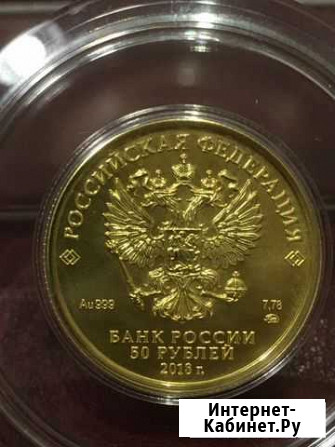 РОССИЙСКАЯ ФЕДЕРАЦИЯ
Au 999
7,78
БАНК РОССИИ
50 РУБЛЕЙ
2018 г.
Интернет-
Кабинет.Ру